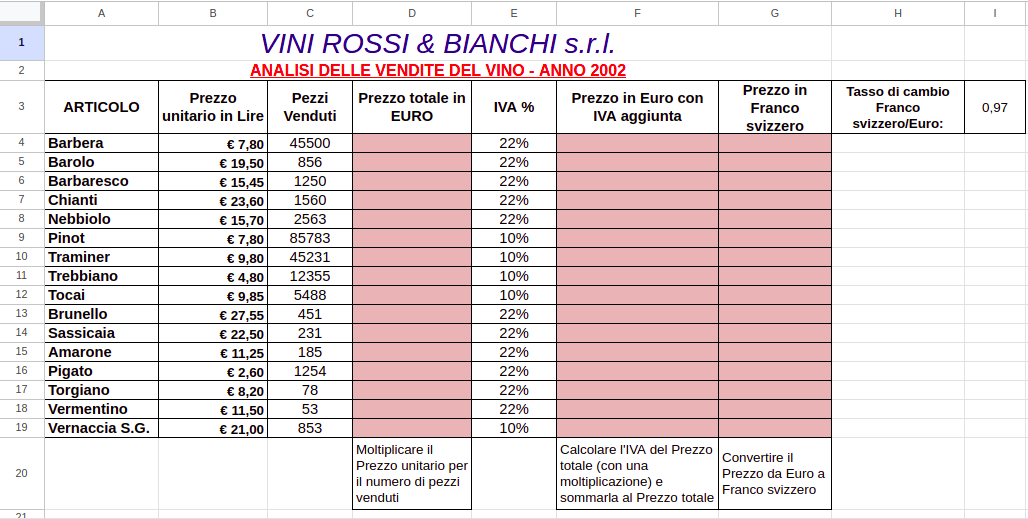 A B C D E F G H I
1 VINI ROSSI & BIANCHI s.r.l.
2 ANALISI DELLE VENDITE DEL VINO - ANNO 2002
3 ARTICOLO Prezzo unitario in Lire Pezzi Venduti Prezzo totale in EURO IVA % Prezzo in Euro con IVA aggiunta Prezzo in Franco svizzero Tasso di cambio Franco svizzero/Euro: 0,97
4 Barbera € 7,80 45500 22%
5 Barolo € 19,50 856 22%
6 Barbaresco € 15,45 1250 22%
7 Chianti € 23,60 1560 22%
8 Nebbiolo € 15,70 2563 22%
9 Pinot € 7,80 85783 10%
10 Traminer € 9,80 45231 10%
11 Trebbiano € 4,80 12355 10%
12 Tocai € 9,85 5488 10%
13 Brunello € 27,55 451 22%
14 Sassicaia € 22,50 231 22%
15 Amarone € 11,25 185 22%
16 Pigato € 2,60 1254 22%
17 Torgiano € 8,20 78 22%
18 Vermentino € 11,50 53 22%
19 Vernaccia S.G. € 21,00 853 10%
20 Moltiplicare il Prezzo unitario per il numero di pezzi venduti Calcolare l'IVA del Prezzo totale (con una moltiplicazione) e sommarla al Prezzo totale Convertire il Prezzo da Euro a Franco svizzero
21